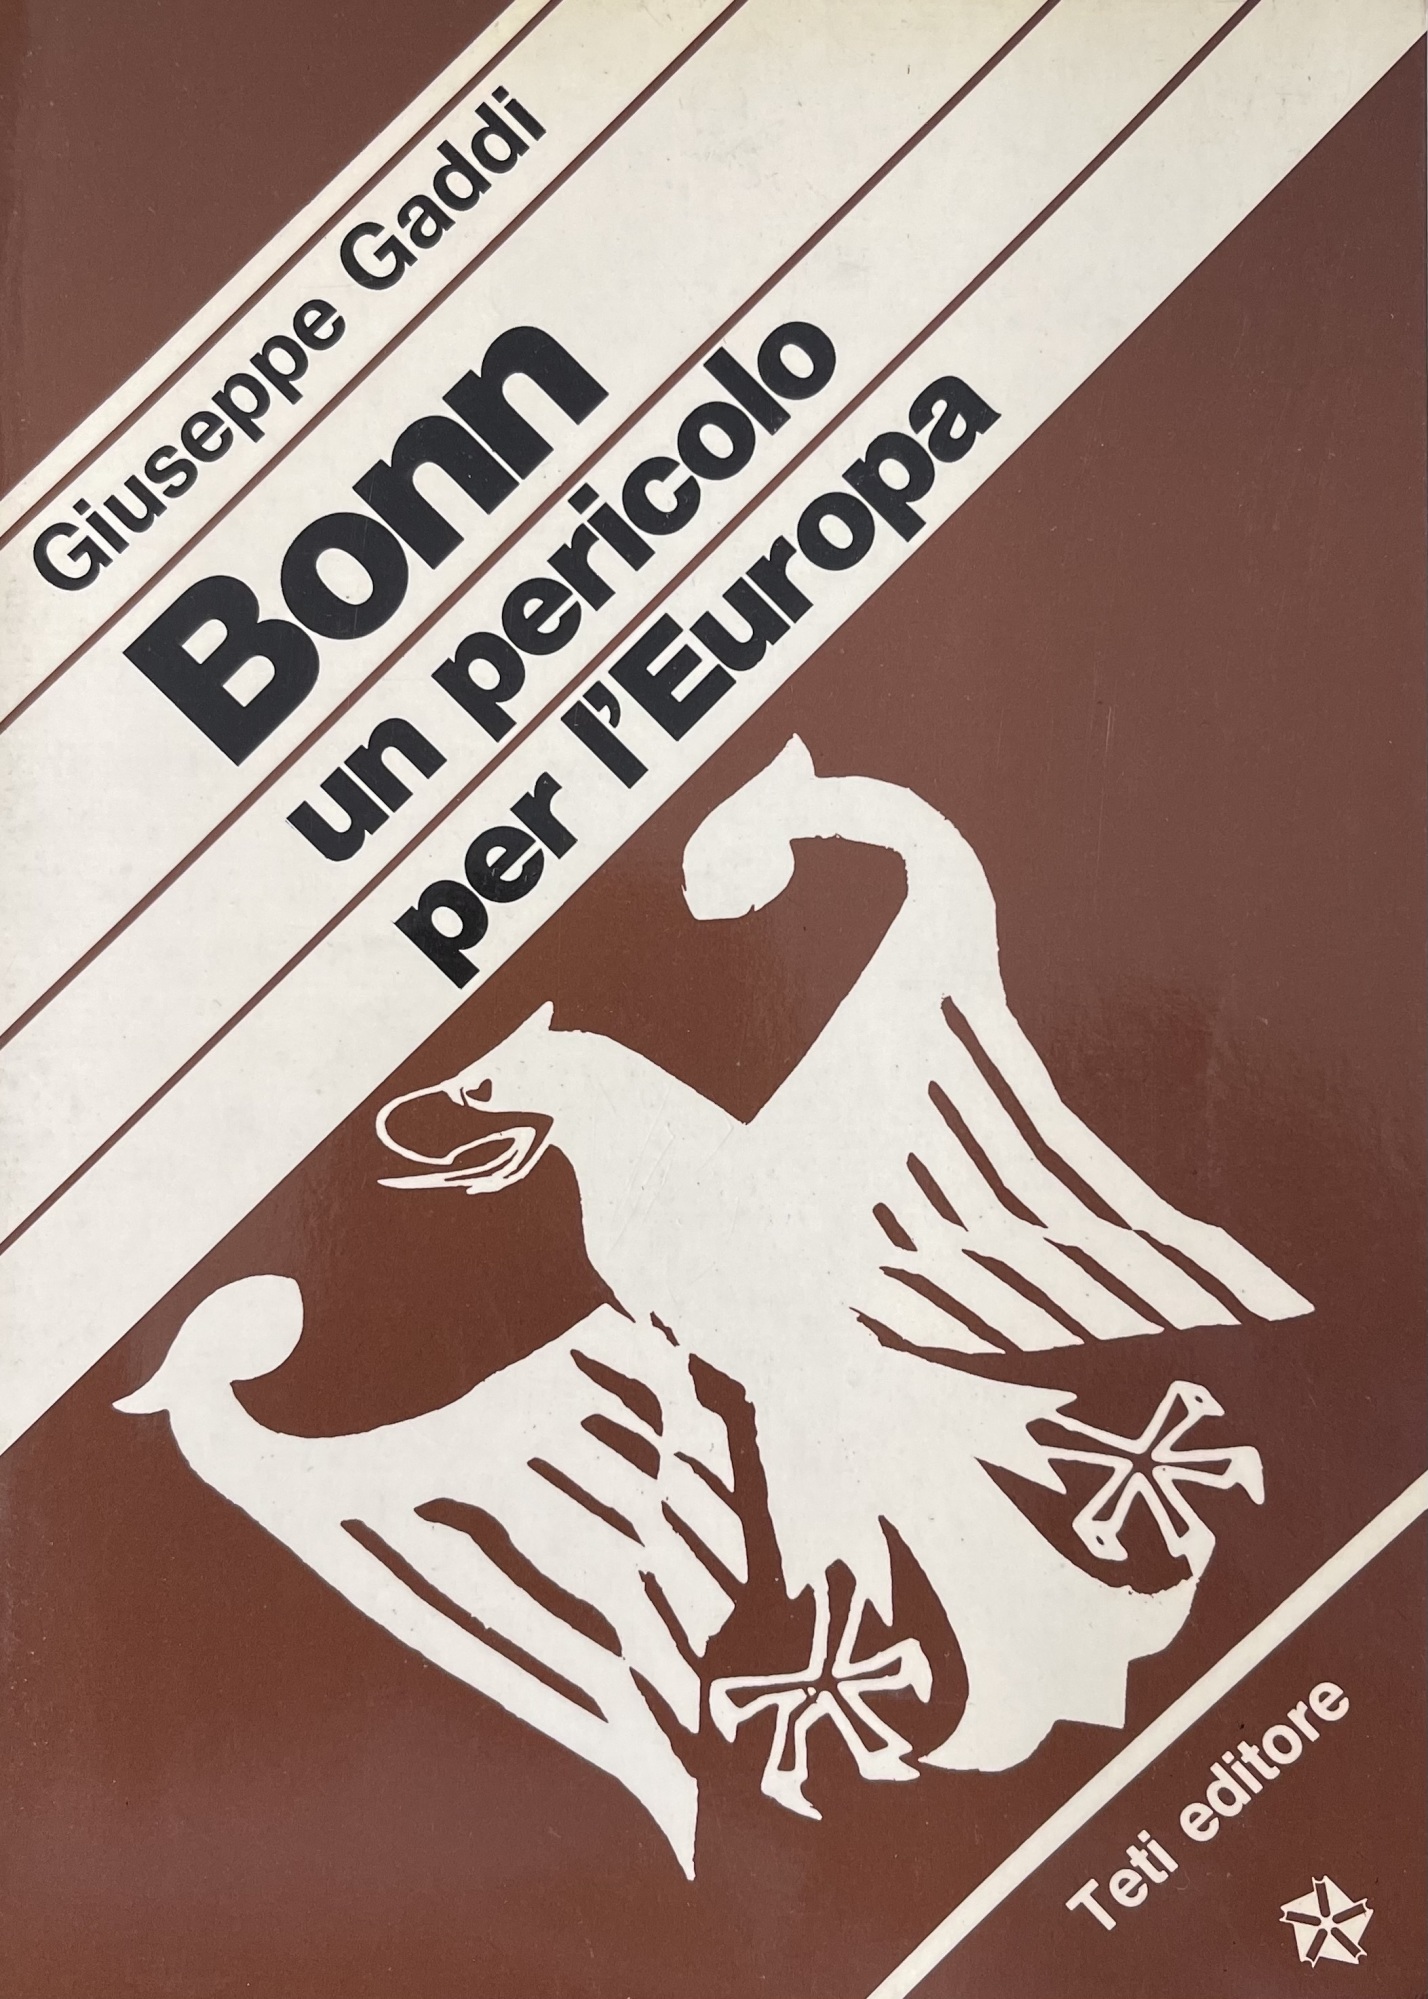 Giuseppe Gaddi
Bonn
un pericolo
per l'Europa
Teti editore